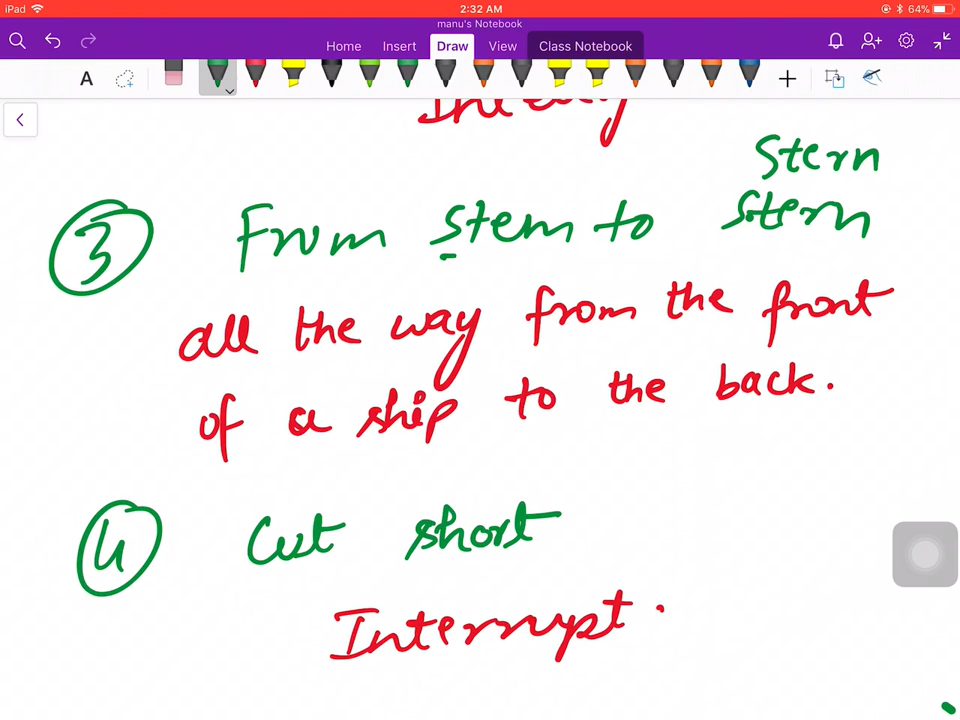 iPad 2:32 AM 64%
manu's Notebook
Home Insert Draw View Class Notebook
A
Stern
3 From stem to stern
all the way from the front
of a ship to the back.
4 Cut short
Interrupt.